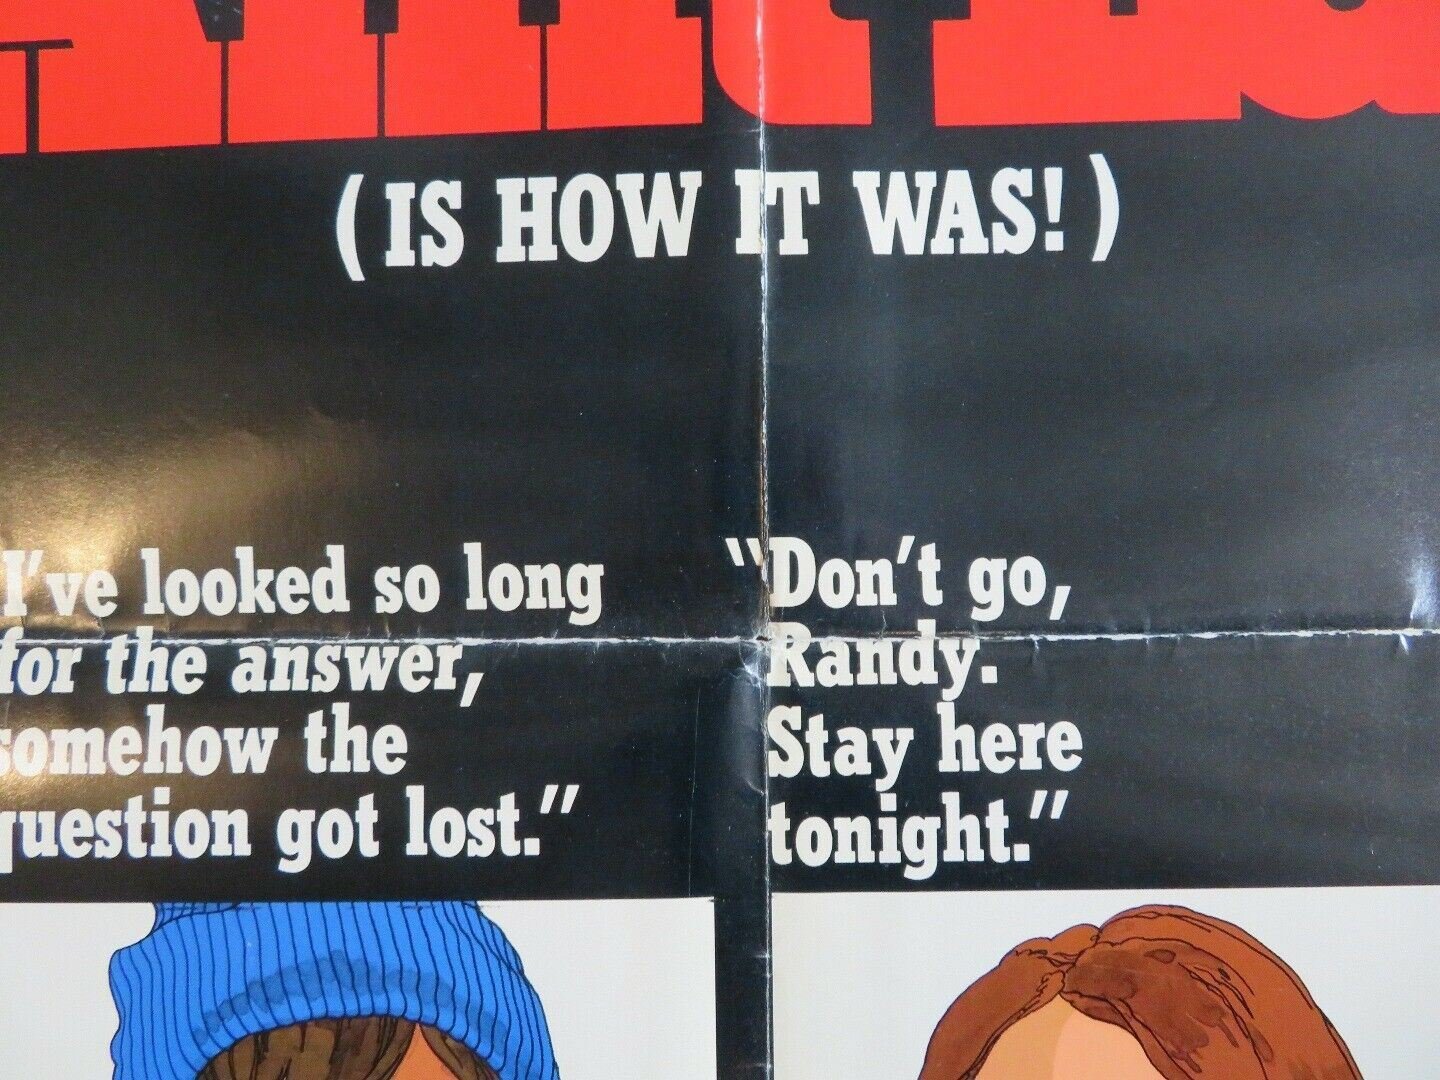 (IS HOW IT WAS!)
I've looked so long
for the answer,
somehow the
question got lost."
"Don't go,
Randy.
Stay here
tonight."